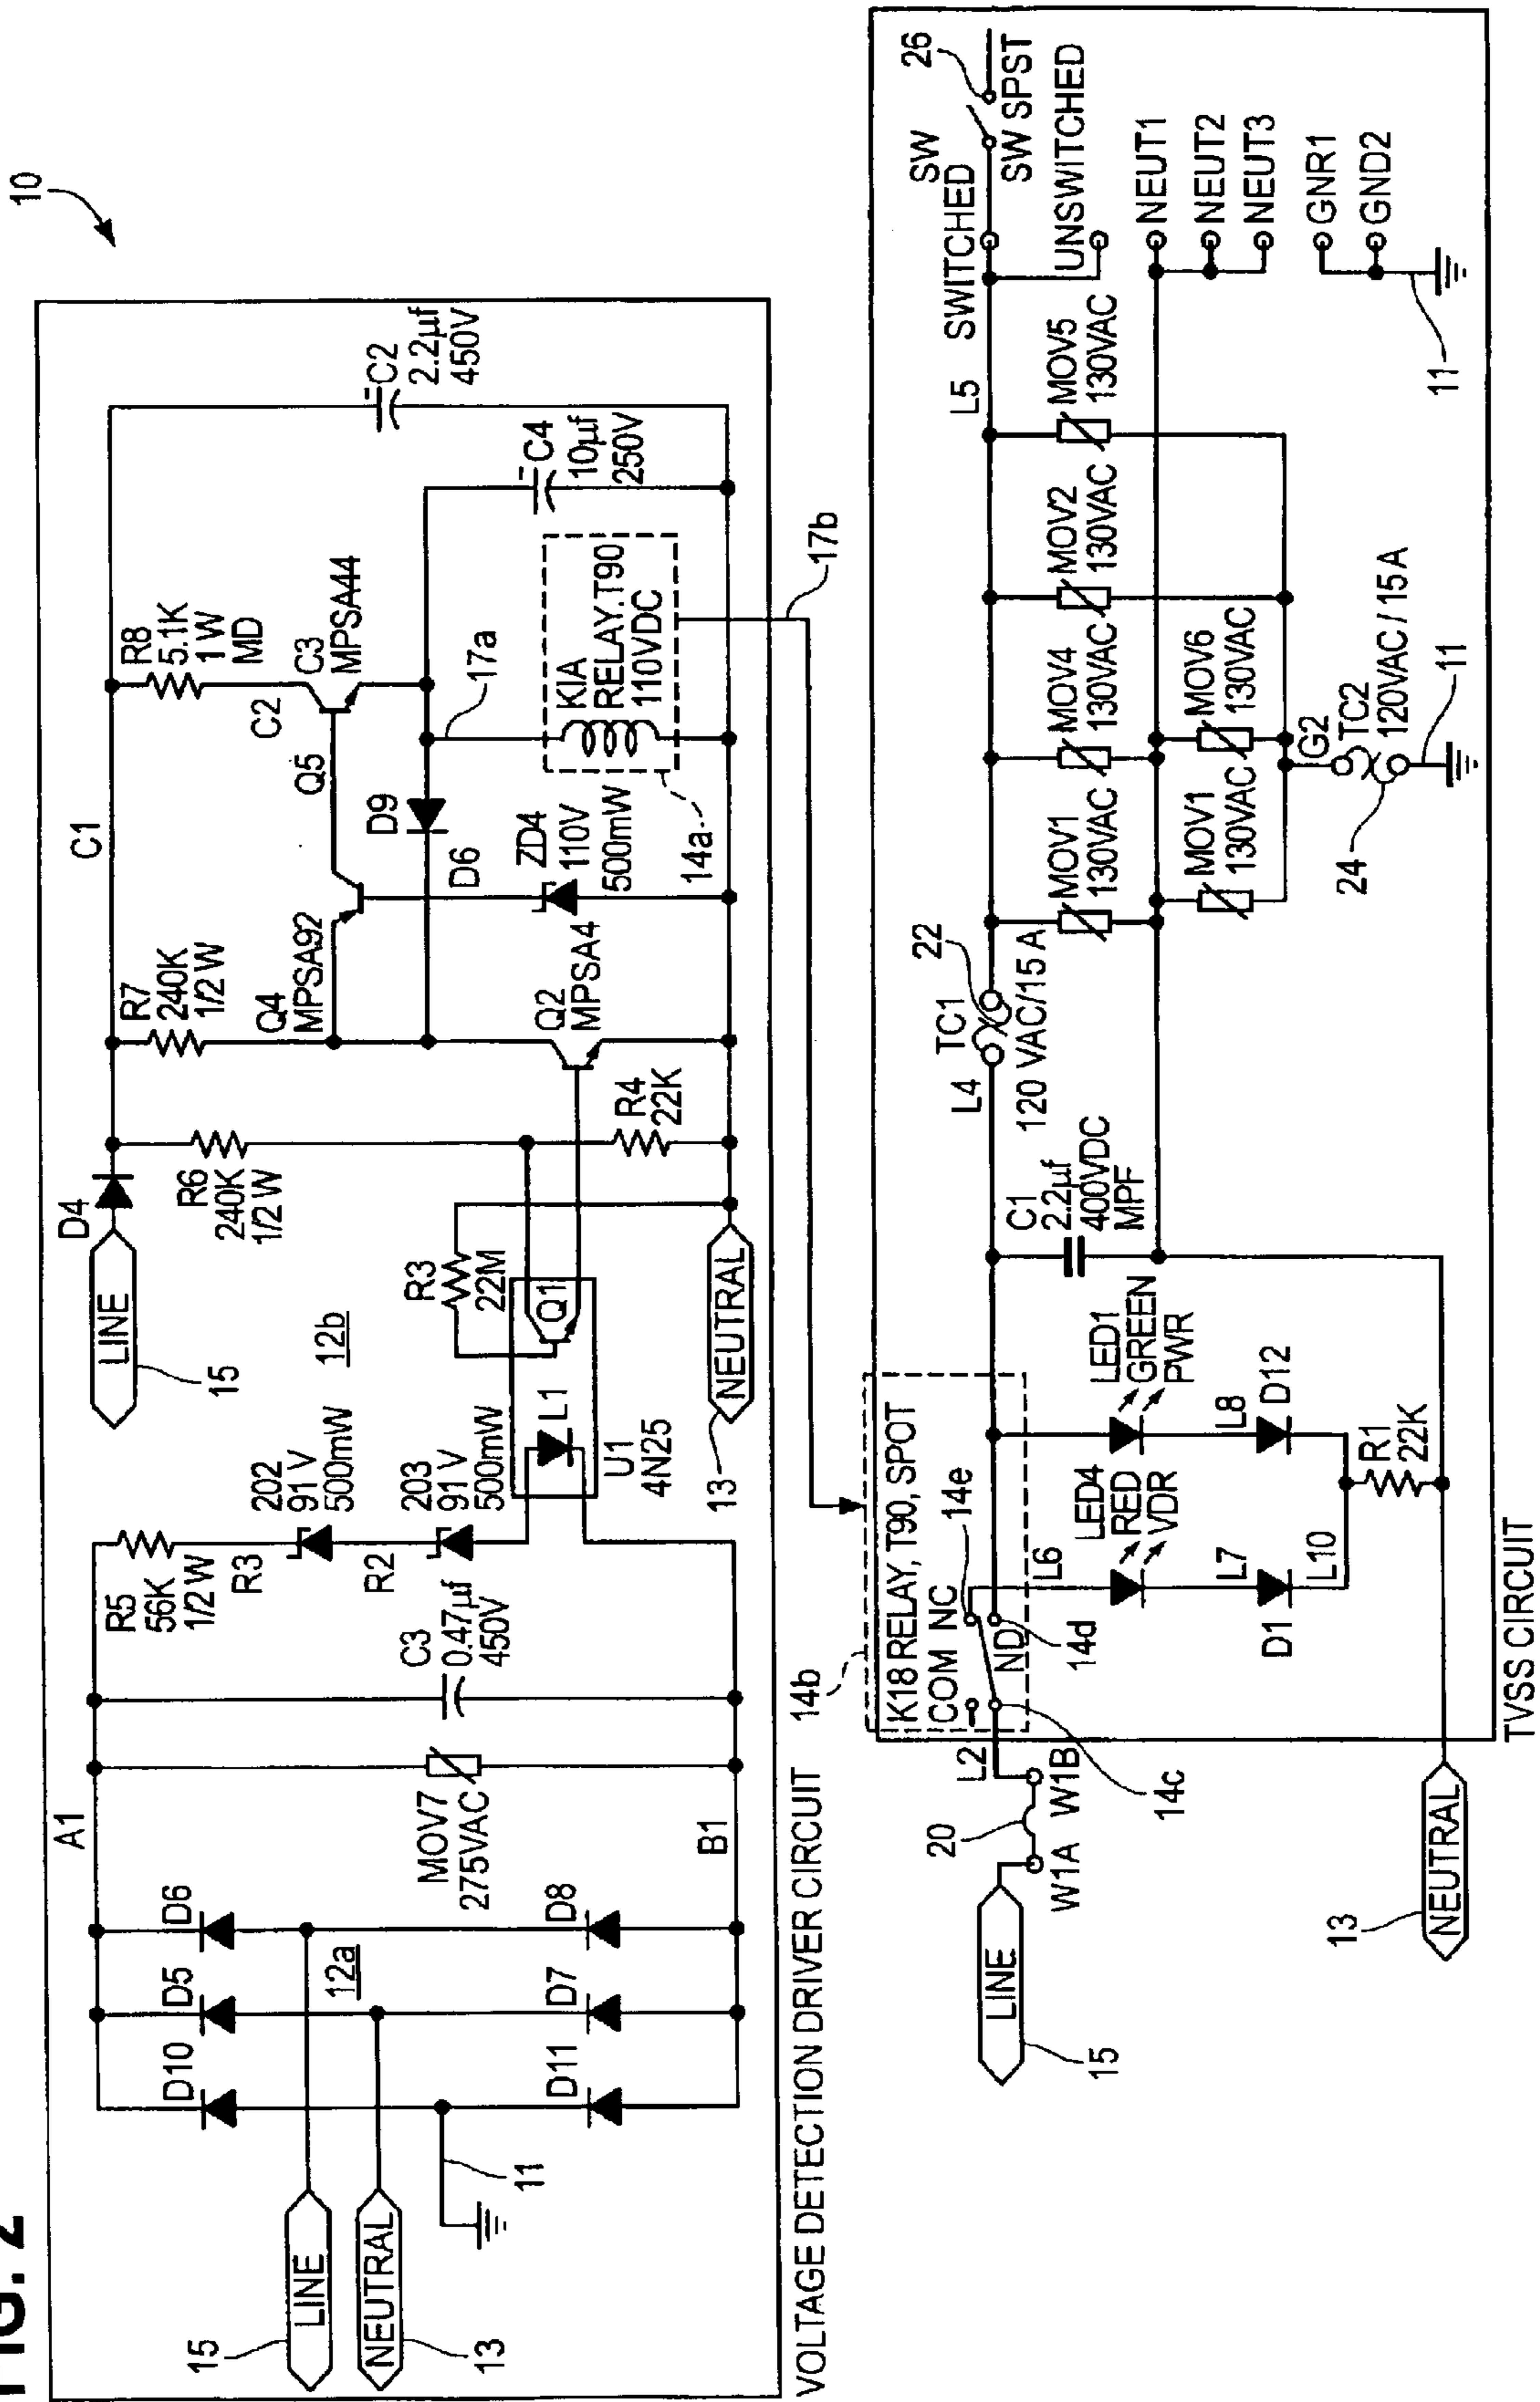 FIG. 2
10
VOLTAGE DETECTION DRIVER CIRCUIT
15
LINE
NEUTRAL
13
11
12a
D10
D5
D6
D11
D7
D8
A1
B1
MOV7
275VAC
C3
0.47µf
450V
R5
56K
1/2 W
R3
202
91 V
500mW
R2
203
91 V
500mW
L1
U1
4N25
12b
Q1
R3
22M
LINE
15
NEUTRAL
13
D4
R6
240K
1/2 W
R4
22K
R7
240K
1/2 W
Q4
MPSA92
Q2
MPSA4
C1
D9
D6
ZD4
110V
500mW
Q5
C2
C3
MPSA44
R8
5.1K
1 W
MD
17a
14a
KIA
RELAY.T90
110VDC
C4
10µf
250V
C2
2.2µf
450V
17b
TVSS CIRCUIT
LINE
15
NEUTRAL
13
20
W1A
W1B
L2
14b
K18 RELAY, T90, SPOT
COM
NC
ND
14c
14d
14e
L6
LED4
RED
VDR
L7
D1
L10
LED1
GREEN
PWR
L8
D12
R1
22K
C1
2.2µf
400VDC
MPF
L4
TC1
120 VAC/15 A
22
MOV1
130VAC
MOV4
130VAC
MOV2
130VAC
MOV5
130VAC
MOV1
130VAC
MOV6
130VAC
G2
TC2
120VAC / 15 A
24
11
L5
SWITCHED
UNSWITCHED
SW
SW SPST
26
NEUT1
NEUT2
NEUT3
GNR1
GND2
11